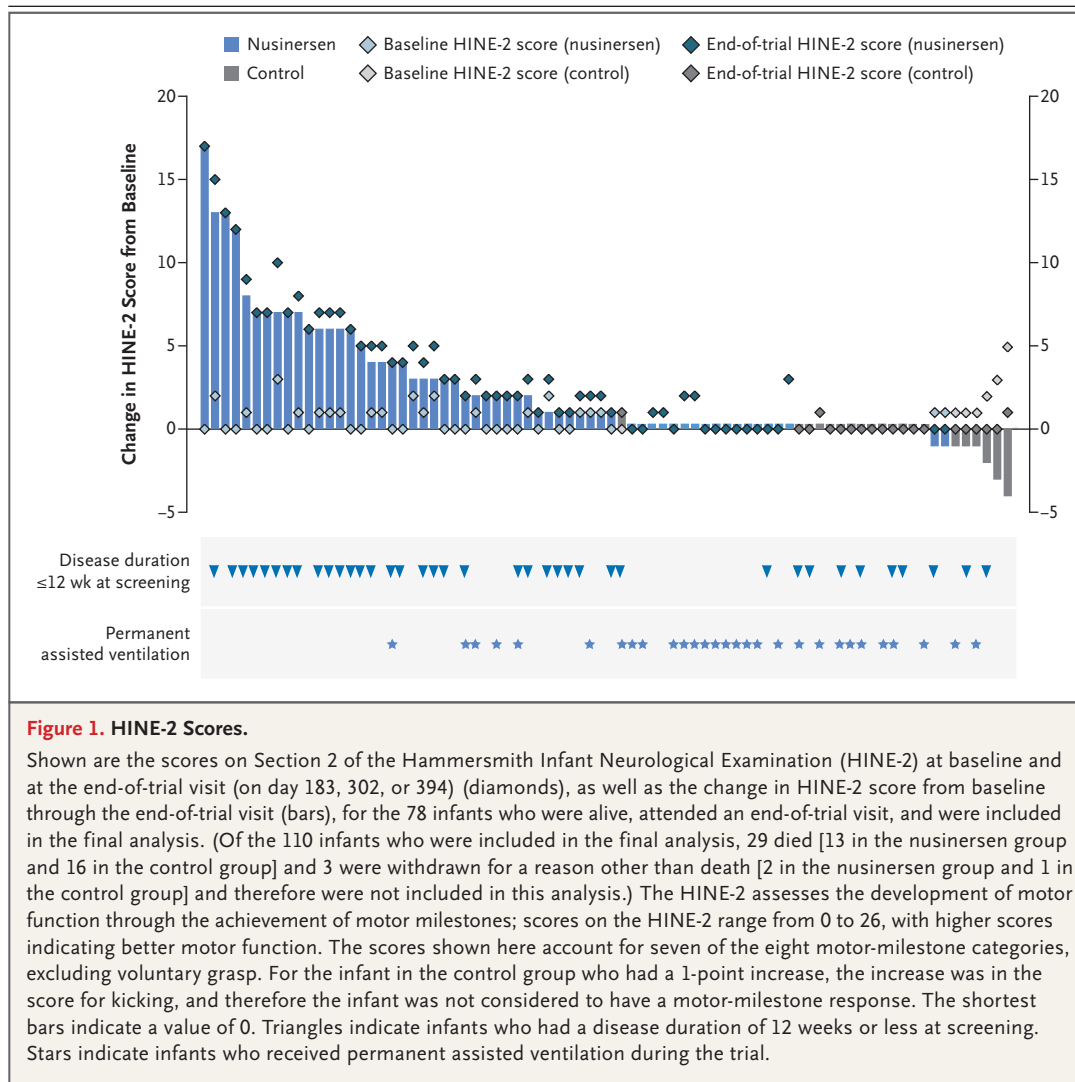 Nusinersen Baseline HINE-2 score (nusinersen) End-of-trial HINE-2 score (nusinersen)
Control Baseline HINE-2 score (control) End-of-trial HINE-2 score (control)
Change in HINE-2 Score from Baseline
20 20
15 15
10 10
5 5
0 0
−5 −5
Disease duration
≤12 wk at screening
Permanent
assisted ventilation
Figure 1. HINE-2 Scores.
Shown are the scores on Section 2 of the Hammersmith Infant Neurological Examination (HINE-2) at baseline and
at the end-of-trial visit (on day 183, 302, or 394) (diamonds), as well as the change in HINE-2 score from baseline
through the end-of-trial visit (bars), for the 78 infants who were alive, attended an end-of-trial visit, and were included
in the final analysis. (Of the 110 infants who were included in the final analysis, 29 died [13 in the nusinersen group
and 16 in the control group] and 3 were withdrawn for a reason other than death [2 in the nusinersen group and 1 in
the control group] and therefore were not included in this analysis.) The HINE-2 assesses the development of motor
function through the achievement of motor milestones; scores on the HINE-2 range from 0 to 26, with higher scores
indicating better motor function. The scores shown here account for seven of the eight motor-milestone categories,
excluding voluntary grasp. For the infant in the control group who had a 1-point increase, the increase was in the
score for kicking, and therefore the infant was not considered to have a motor-milestone response. The shortest
bars indicate a value of 0. Triangles indicate infants who had a disease duration of 12 weeks or less at screening.
Stars indicate infants who received permanent assisted ventilation during the trial.